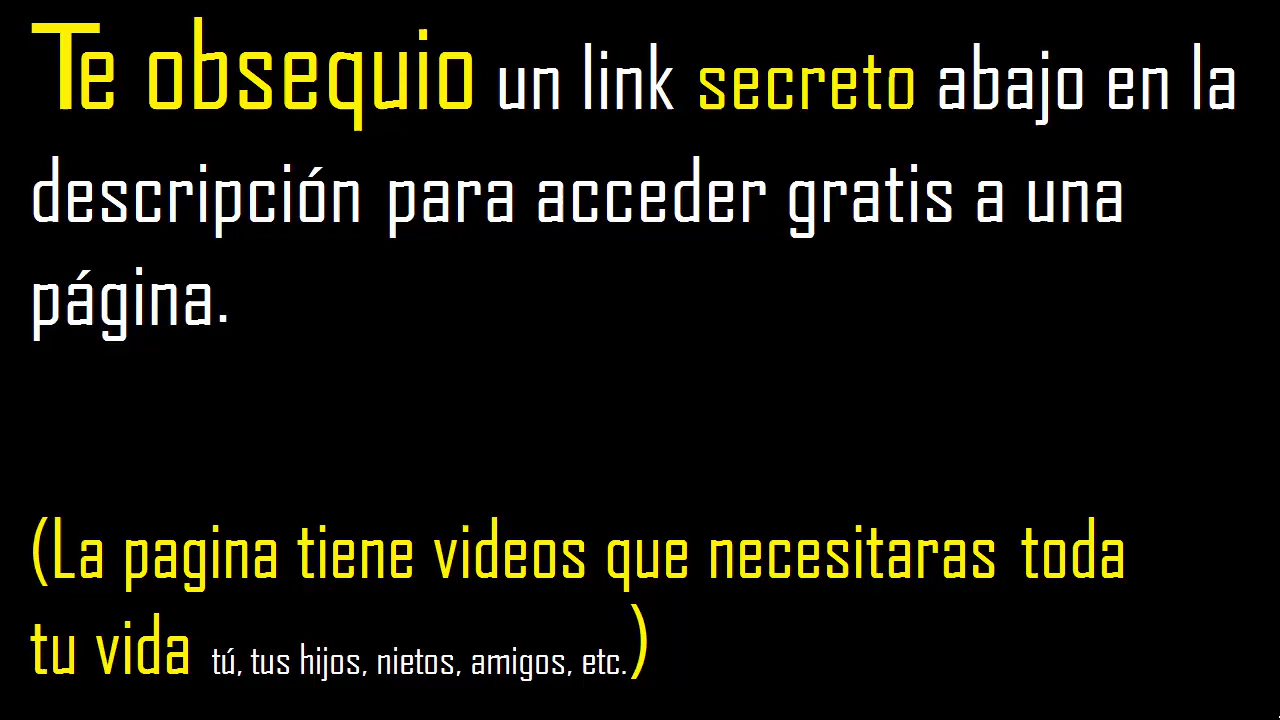 Te obsequio un link secreto abajo en la
descripción para acceder gratis a una
página.
(La pagina tiene videos que necesitaras toda
tu vida tú, tus hijos, nietos, amigos, etc.)